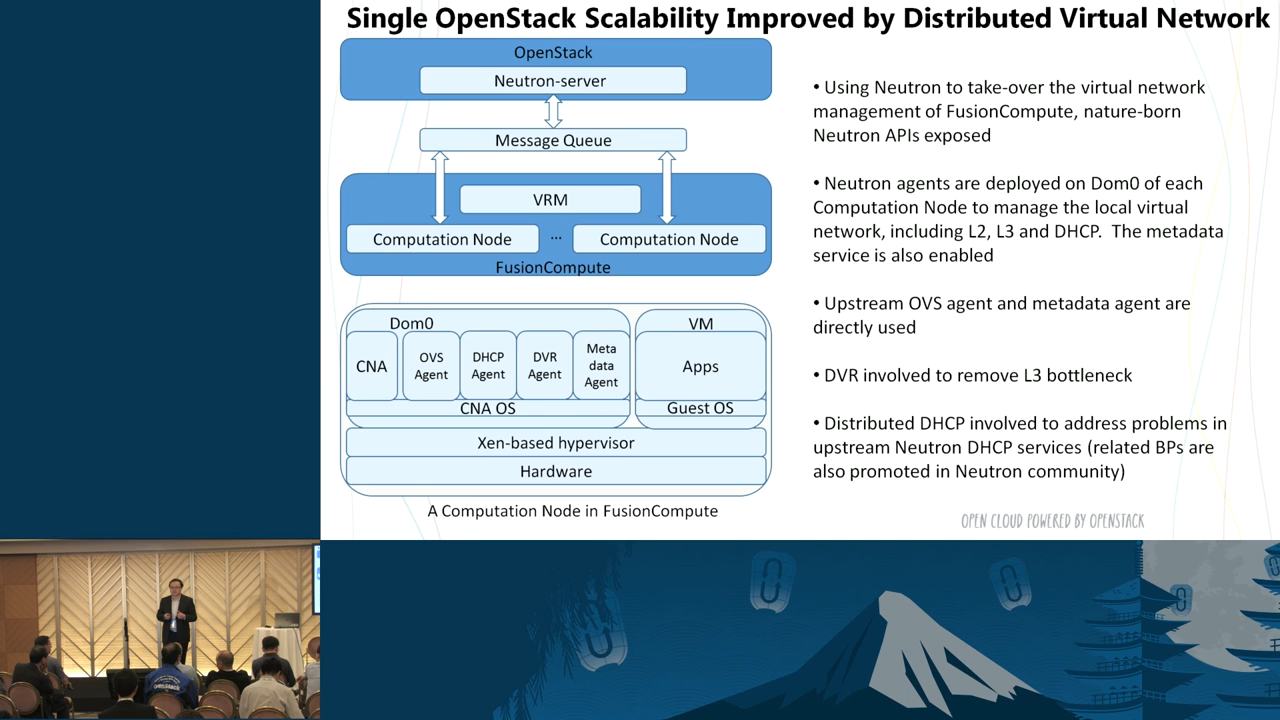 Single OpenStack Scalability Improved by Distributed Virtual Network
OpenStack
Neutron-server
Message Queue
VRM
Computation Node
...
Computation Node
FusionCompute
Dom0
VM
CNA
OVS
Agent
DHCP
Agent
DVR
Agent
Meta
data
Agent
Apps
CNA OS
Guest OS
Xen-based hypervisor
Hardware
A Computation Node in FusionCompute
• Using Neutron to take-over the virtual network
management of FusionCompute, nature-born
Neutron APIs exposed
• Neutron agents are deployed on Dom0 of each
Computation Node to manage the local virtual
network, including L2, L3 and DHCP.  The metadata
service is also enabled
• Upstream OVS agent and metadata agent are
directly used
• DVR involved to remove L3 bottleneck
• Distributed DHCP involved to address problems in
upstream Neutron DHCP services (related BPs are
also promoted in Neutron community)
OPEN CLOUD POWERED BY OPENSTACK
openstack